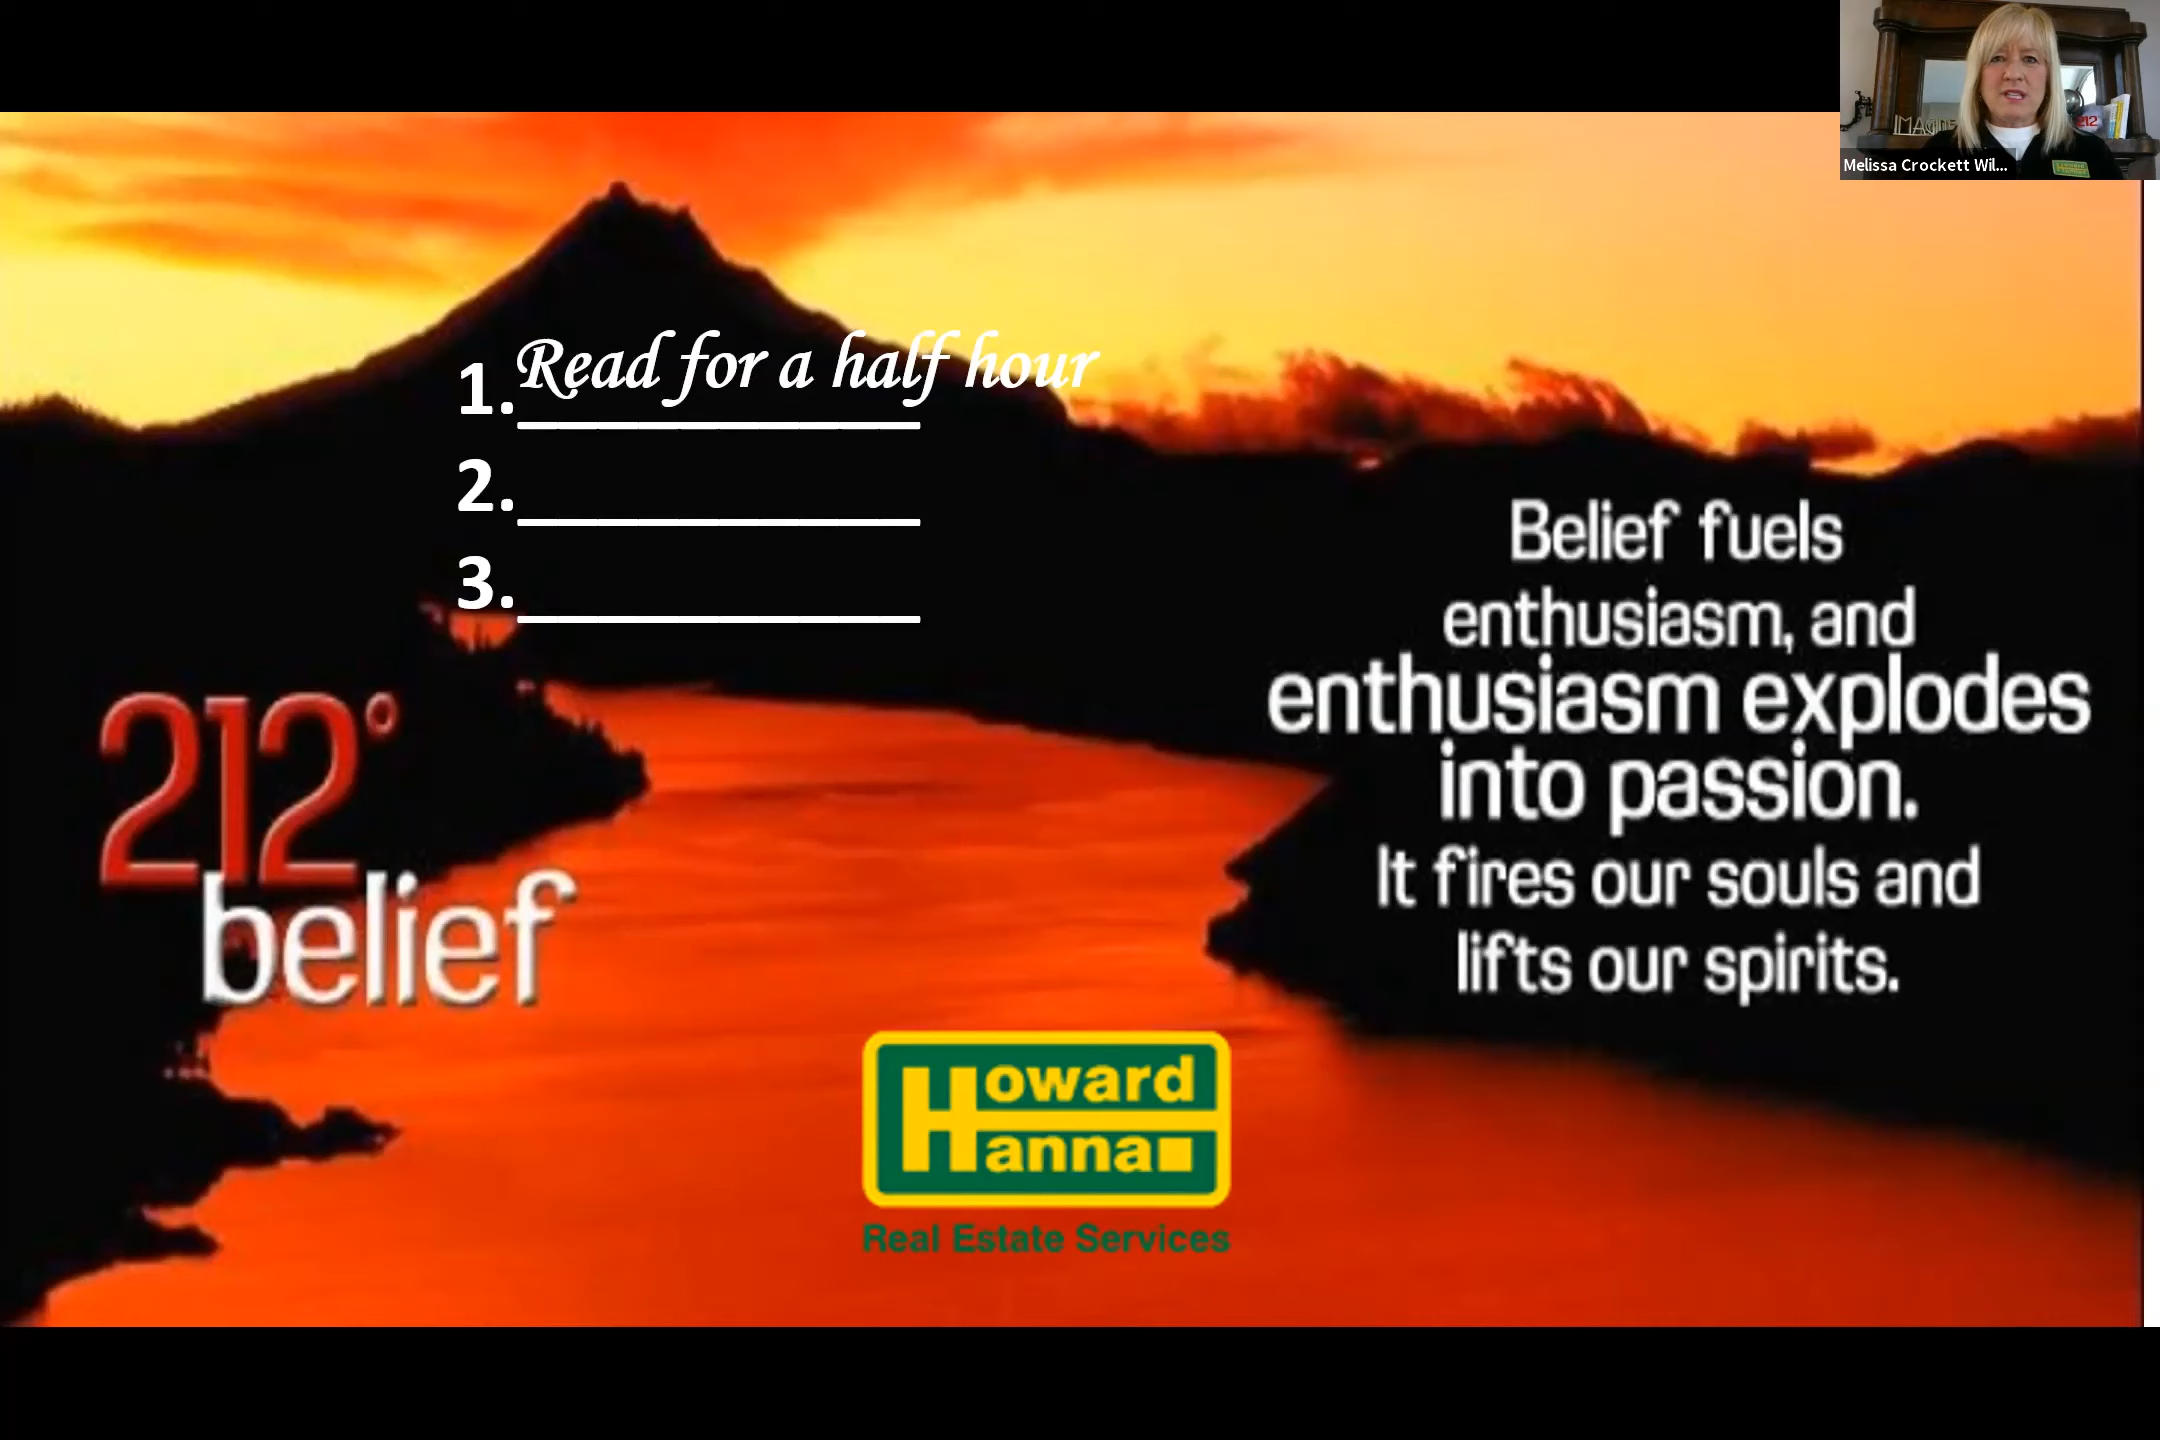 Melissa Crockett Wil...
1. Read for a half hour
2.
3.
212°
belief
Belief fuels
enthusiasm, and
enthusiasm explodes
into passion.
It fires our souls and
lifts our spirits.
Howard
Hanna
Real Estate Services
212